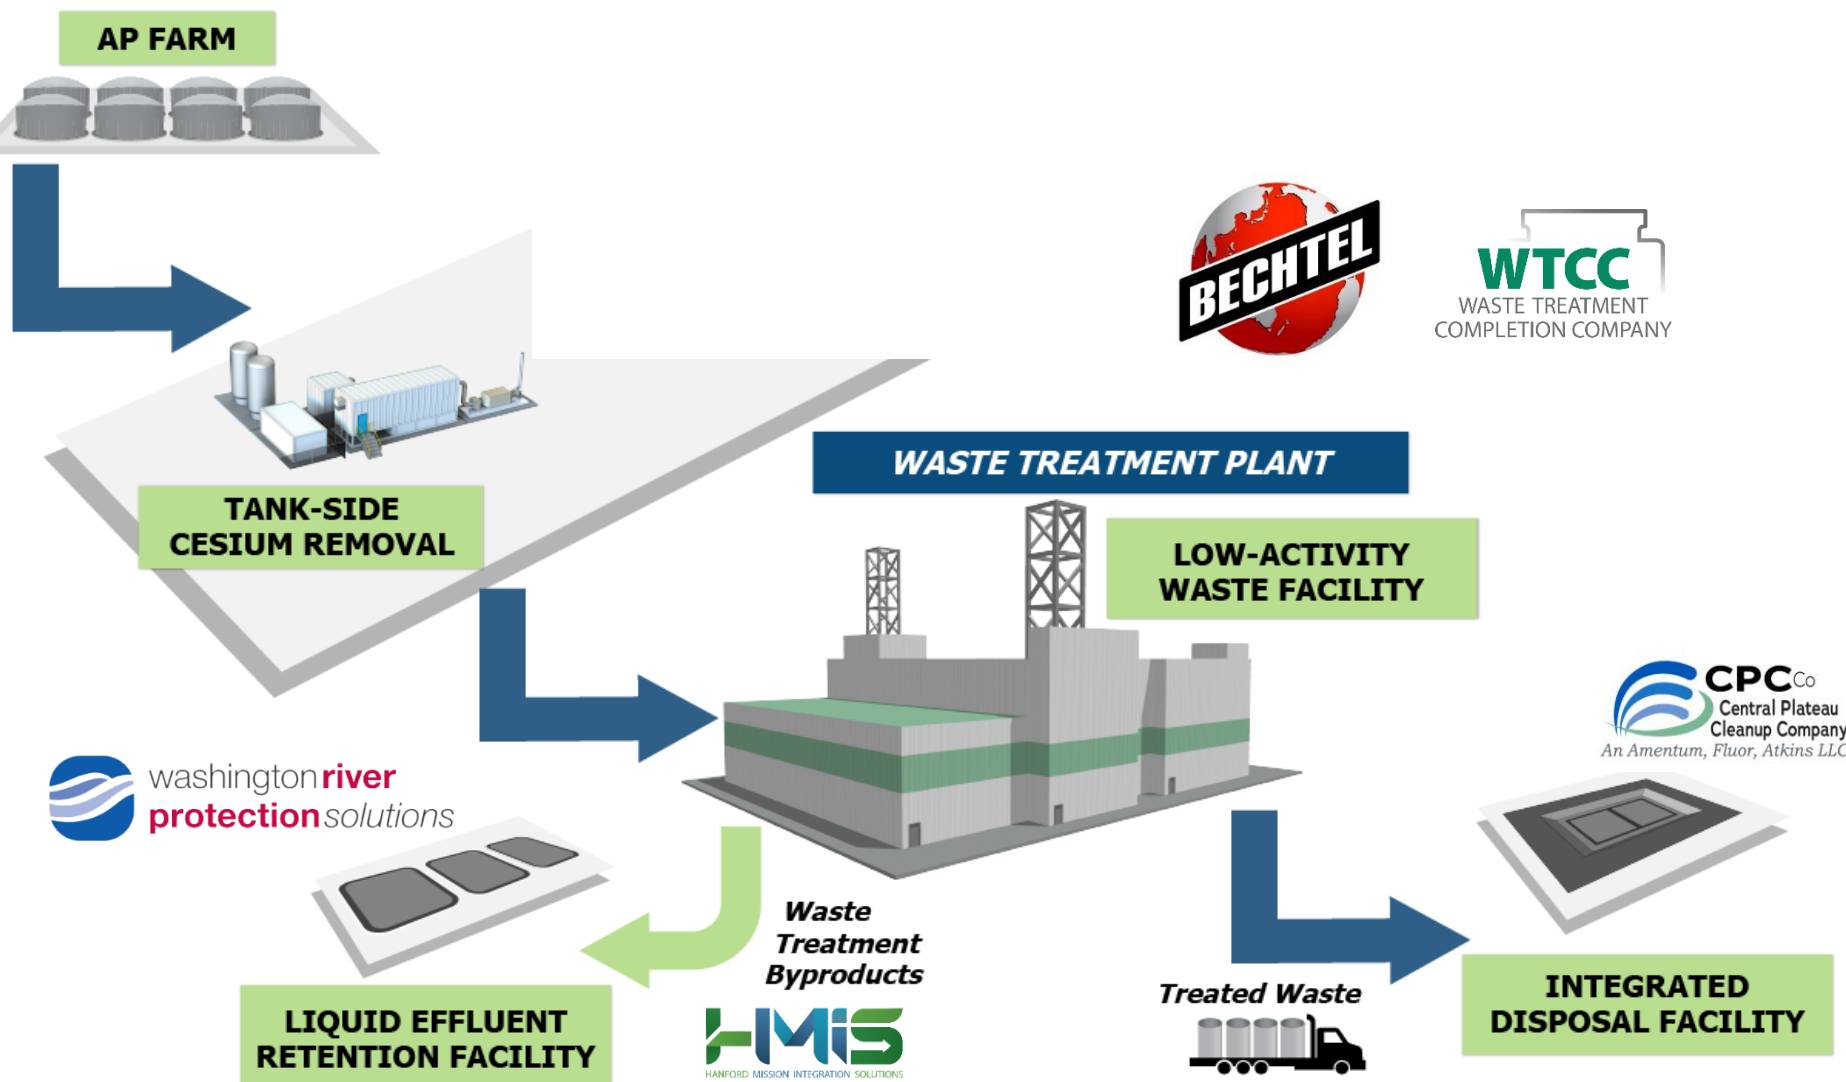 AP FARM
BECHTEL
WTCC
WASTE TREATMENT
COMPLETION COMPANY
WASTE TREATMENT PLANT
TANK-SIDE
CESIUM REMOVAL
LOW-ACTIVITY
WASTE FACILITY
CPCCo
Central Plateau
Cleanup Company
An Amentum, Fluor, Atkins LLC
washington river
protection solutions
Waste
Treatment
Byproducts
LIQUID EFFLUENT
RETENTION FACILITY
HMIS
HANFORD MISSION INTEGRATION SOLUTIONS
Treated Waste
INTEGRATED
DISPOSAL FACILITY